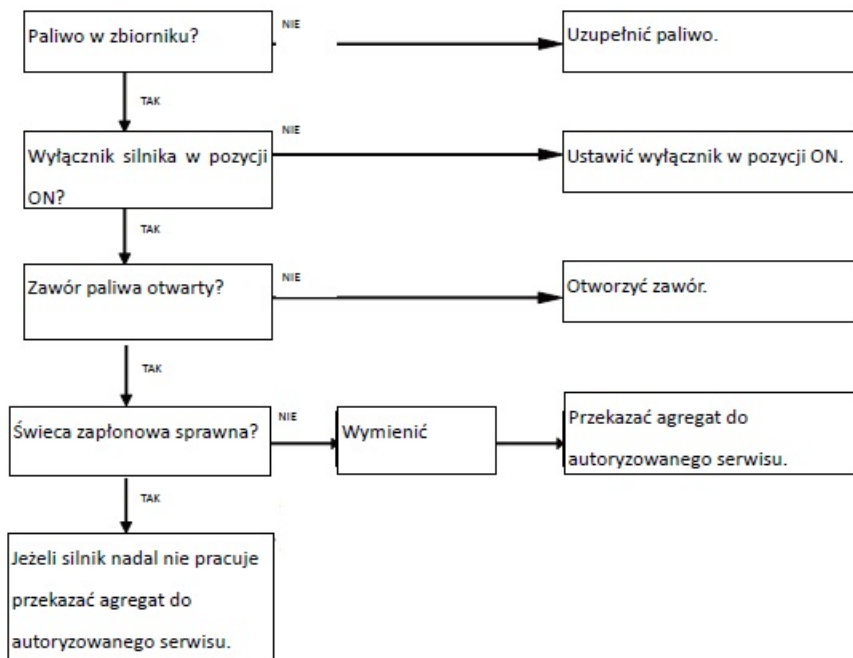 Paliwo w zbiorniku?
NIE
Uzupełnić paliwo.
TAK
Wyłącznik silnika w pozycji
ON?
NIE
Ustawić wyłącznik w pozycji ON.
TAK
Zawór paliwa otwarty?
NIE
Otworzyć zawór.
TAK
Świeca zapłonowa sprawna?
NIE
Wymienić
Przekazać agregat do
autoryzowanego serwisu.
TAK
Jeżeli silnik nadal nie pracuje
przekazać agregat do
autoryzowanego serwisu.